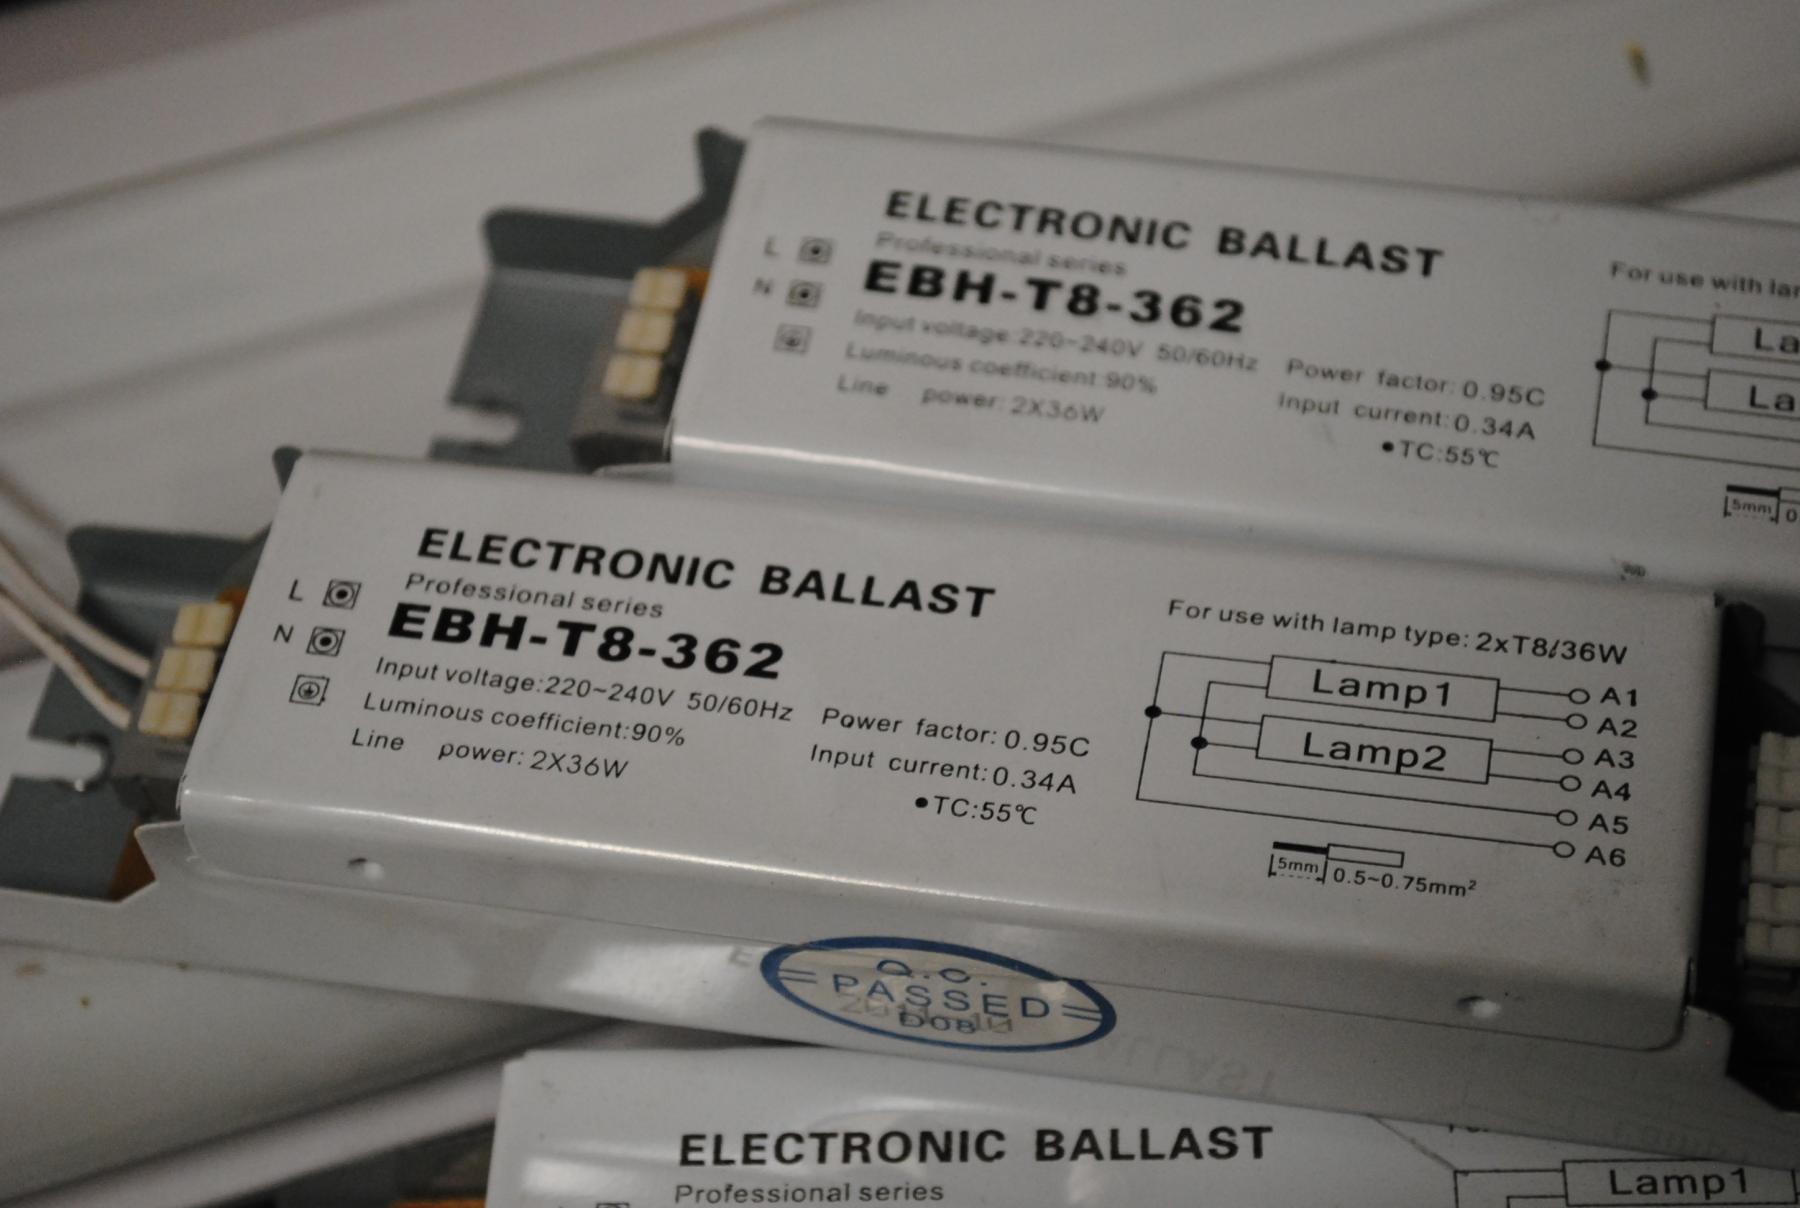 ELECTRONIC BALLAST
Professional series
EBH-T8-362
L
N
Input voltage:220~240V 50/60Hz
Luminous coefficient:90%
Line power: 2X36W
Power factor: 0.95C
Input current: 0.34A
•TC:55℃
For use with
5mm
ELECTRONIC BALLAST
Professional series
EBH-T8-362
L
N
Input voltage:220~240V 50/60Hz
Luminous coefficient:90%
Line power: 2X36W
Power factor: 0.95C
Input current: 0.34A
•TC:55℃
For use with lamp type: 2xT8/36W
Lamp1
Lamp2
A1
A2
A3
A4
A5
A6
5mm 0.5~0.75mm²
Q.C.
PASSED
D08
ELECTRONIC BALLAST
Professional series
Lamp1